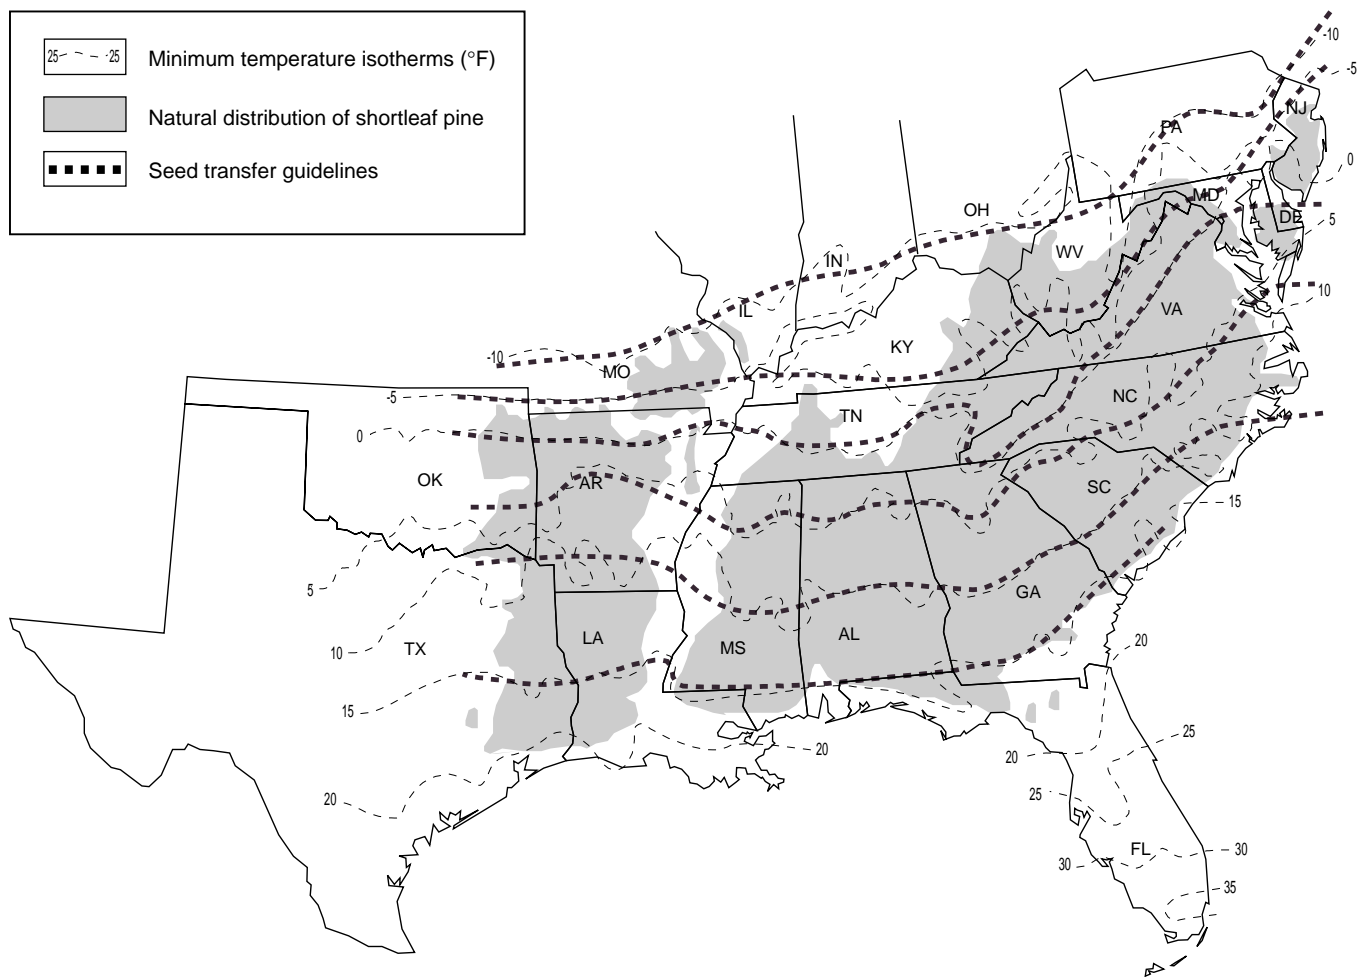 25 25 Minimum temperature isotherms (°F)
Natural distribution of shortleaf pine
Seed transfer guidelines
-10
-5
NJ
PA
0
MD
OH
DE
5
WV
IN
10
IL
VA
KY
-10
MO
-5
NC
TN
0
OK
AR
SC
15
5
GA
LA
AL
MS
TX
10
20
15
25
20
20
25
20
FL
30
30
35